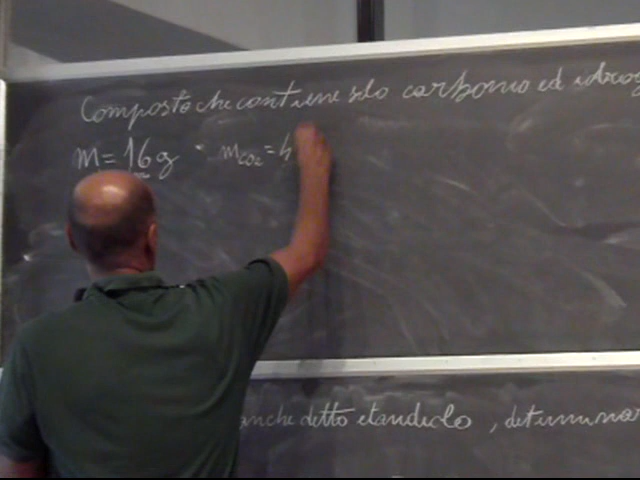 Composto che contiene solo carbonio ed idrog
m = 16 g m_CO2 = 4
anche detto etandiolo, determinar